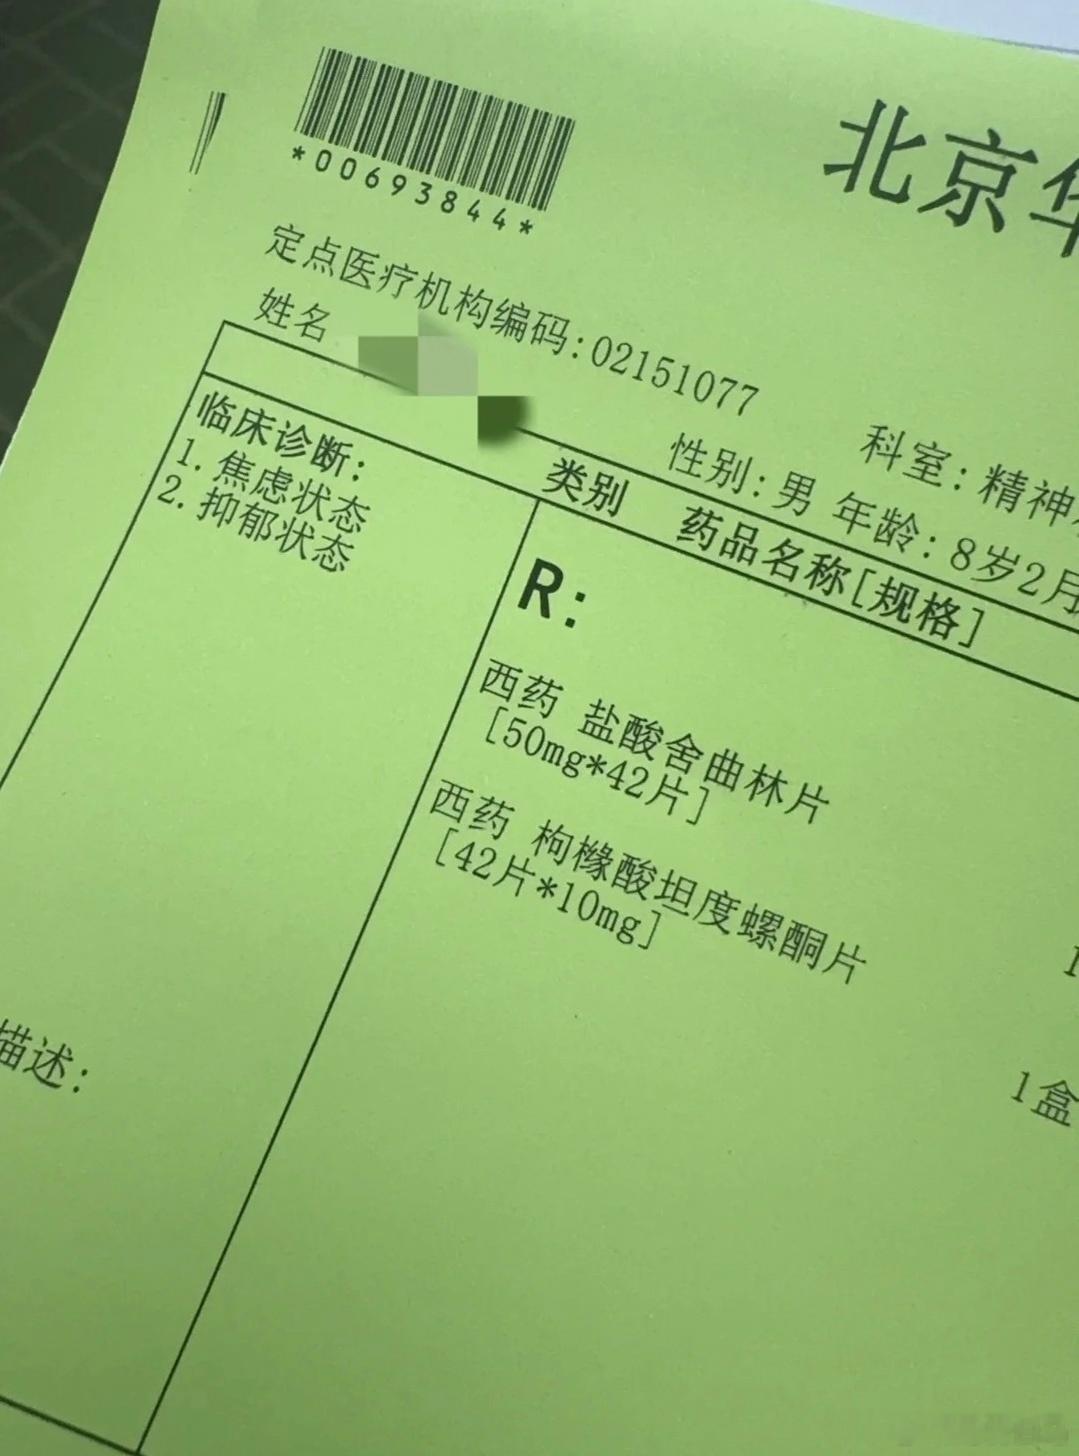 *00693844*
北京
定点医疗机构编码:02151077
科室:精神
姓名
性别:男 年龄:8岁2月
临床诊断:
1.焦虑状态
2.抑郁状态
类别 药品名称[规格]
R:
西药 盐酸舍曲林片
[50mg*42片]
西药 枸橼酸坦度螺酮片
[42片*10mg]
1
1盒
描述: